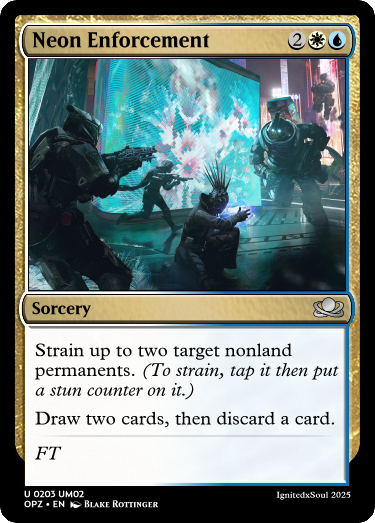 Neon Enforcement 2
Sorcery
Strain up to two target nonland
permanents. (To strain, tap it then put
a stun counter on it.)
Draw two cards, then discard a card.
FT
U 0203 UM02
OPZ • EN Blake Rottinger
IgnitedxSoul 2025